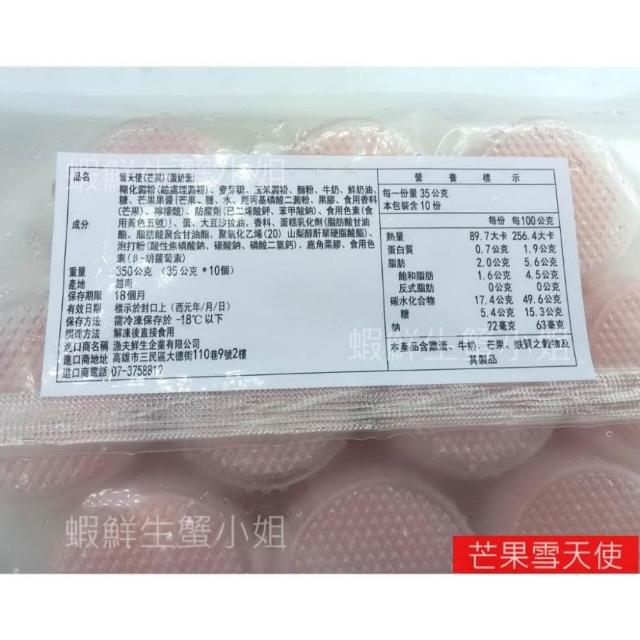 品名 雪天使(芒果)(蛋奶素)
成分 糊化澱粉(給處理澱粉)、麥芽糖、玉米澱粉、麵粉、牛奶、鮮奶油、
糖、芒果果醬(芒果、糖、水、羥丙基磷酸二澱粉、果膠、食用香料
(芒果)、檸檬酸)、防腐劑(己二烯酸鉀、苯甲酸鈉)、食用色素(食
用黃色五號))、蛋、大豆沙拉油、香料、蛋糕乳化劑(脂肪酸甘油
酯、脂肪酸聚合甘油酯、聚氧化乙烯(20)山梨醇酐單硬脂酸酯)、
泡打粉(酸性焦磷酸鈉、碳酸鈉、磷酸二氫鈣)、鹿角菜膠、食用色
素(β-胡蘿蔔素)
重量 350公克 (35公克*10個)
產地 越南
保存期限 18個月
有效日期 標示於封口上 (西元年/月/日)
保存方法 需冷凍保存於 -18℃以下
解凍後直接食用
進口商名稱 漁夫鮮生企業有限公司
進口商地址 高雄市三民區大德街110巷9號2樓
進口商電話 07-3758812
營養標示
每一份量 35公克
本包裝含 10份
每份 每100公克
熱量 89.7大卡 256.4大卡
蛋白質 0.7公克 1.9公克
脂肪 2.0公克 5.6公克
飽和脂肪 1.6公克 4.5公克
反式脂肪 0公克 0公克
碳水化合物 17.4公克 49.6公克
糖 5.4公克 15.3公克
鈉 22毫克 63毫克
本產品含雞蛋、牛奶、芒果、麩質之穀物及
其製品
蝦鮮生蟹小姐
蝦鮮生蟹小姐
蝦鮮生蟹小姐
芒果雪天使